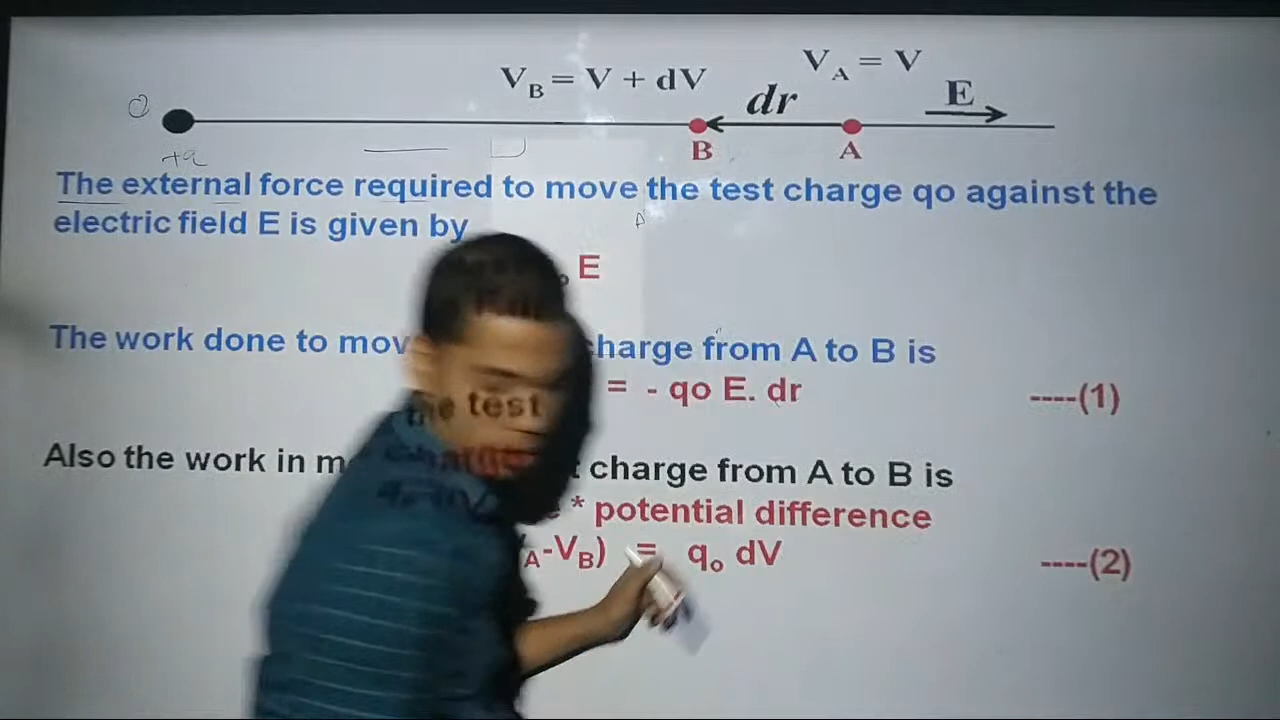 V_A = V
V_B = V + dV
dr
E
B
A
+q
The external force required to move the test charge qo against the
electric field E is given by
E
The work done to charge from A to B is
= - qo E. dr ----(1)
Also the work in charge from A to B is
the test
* potential difference
A-V_B) = q_o dV ----(2)